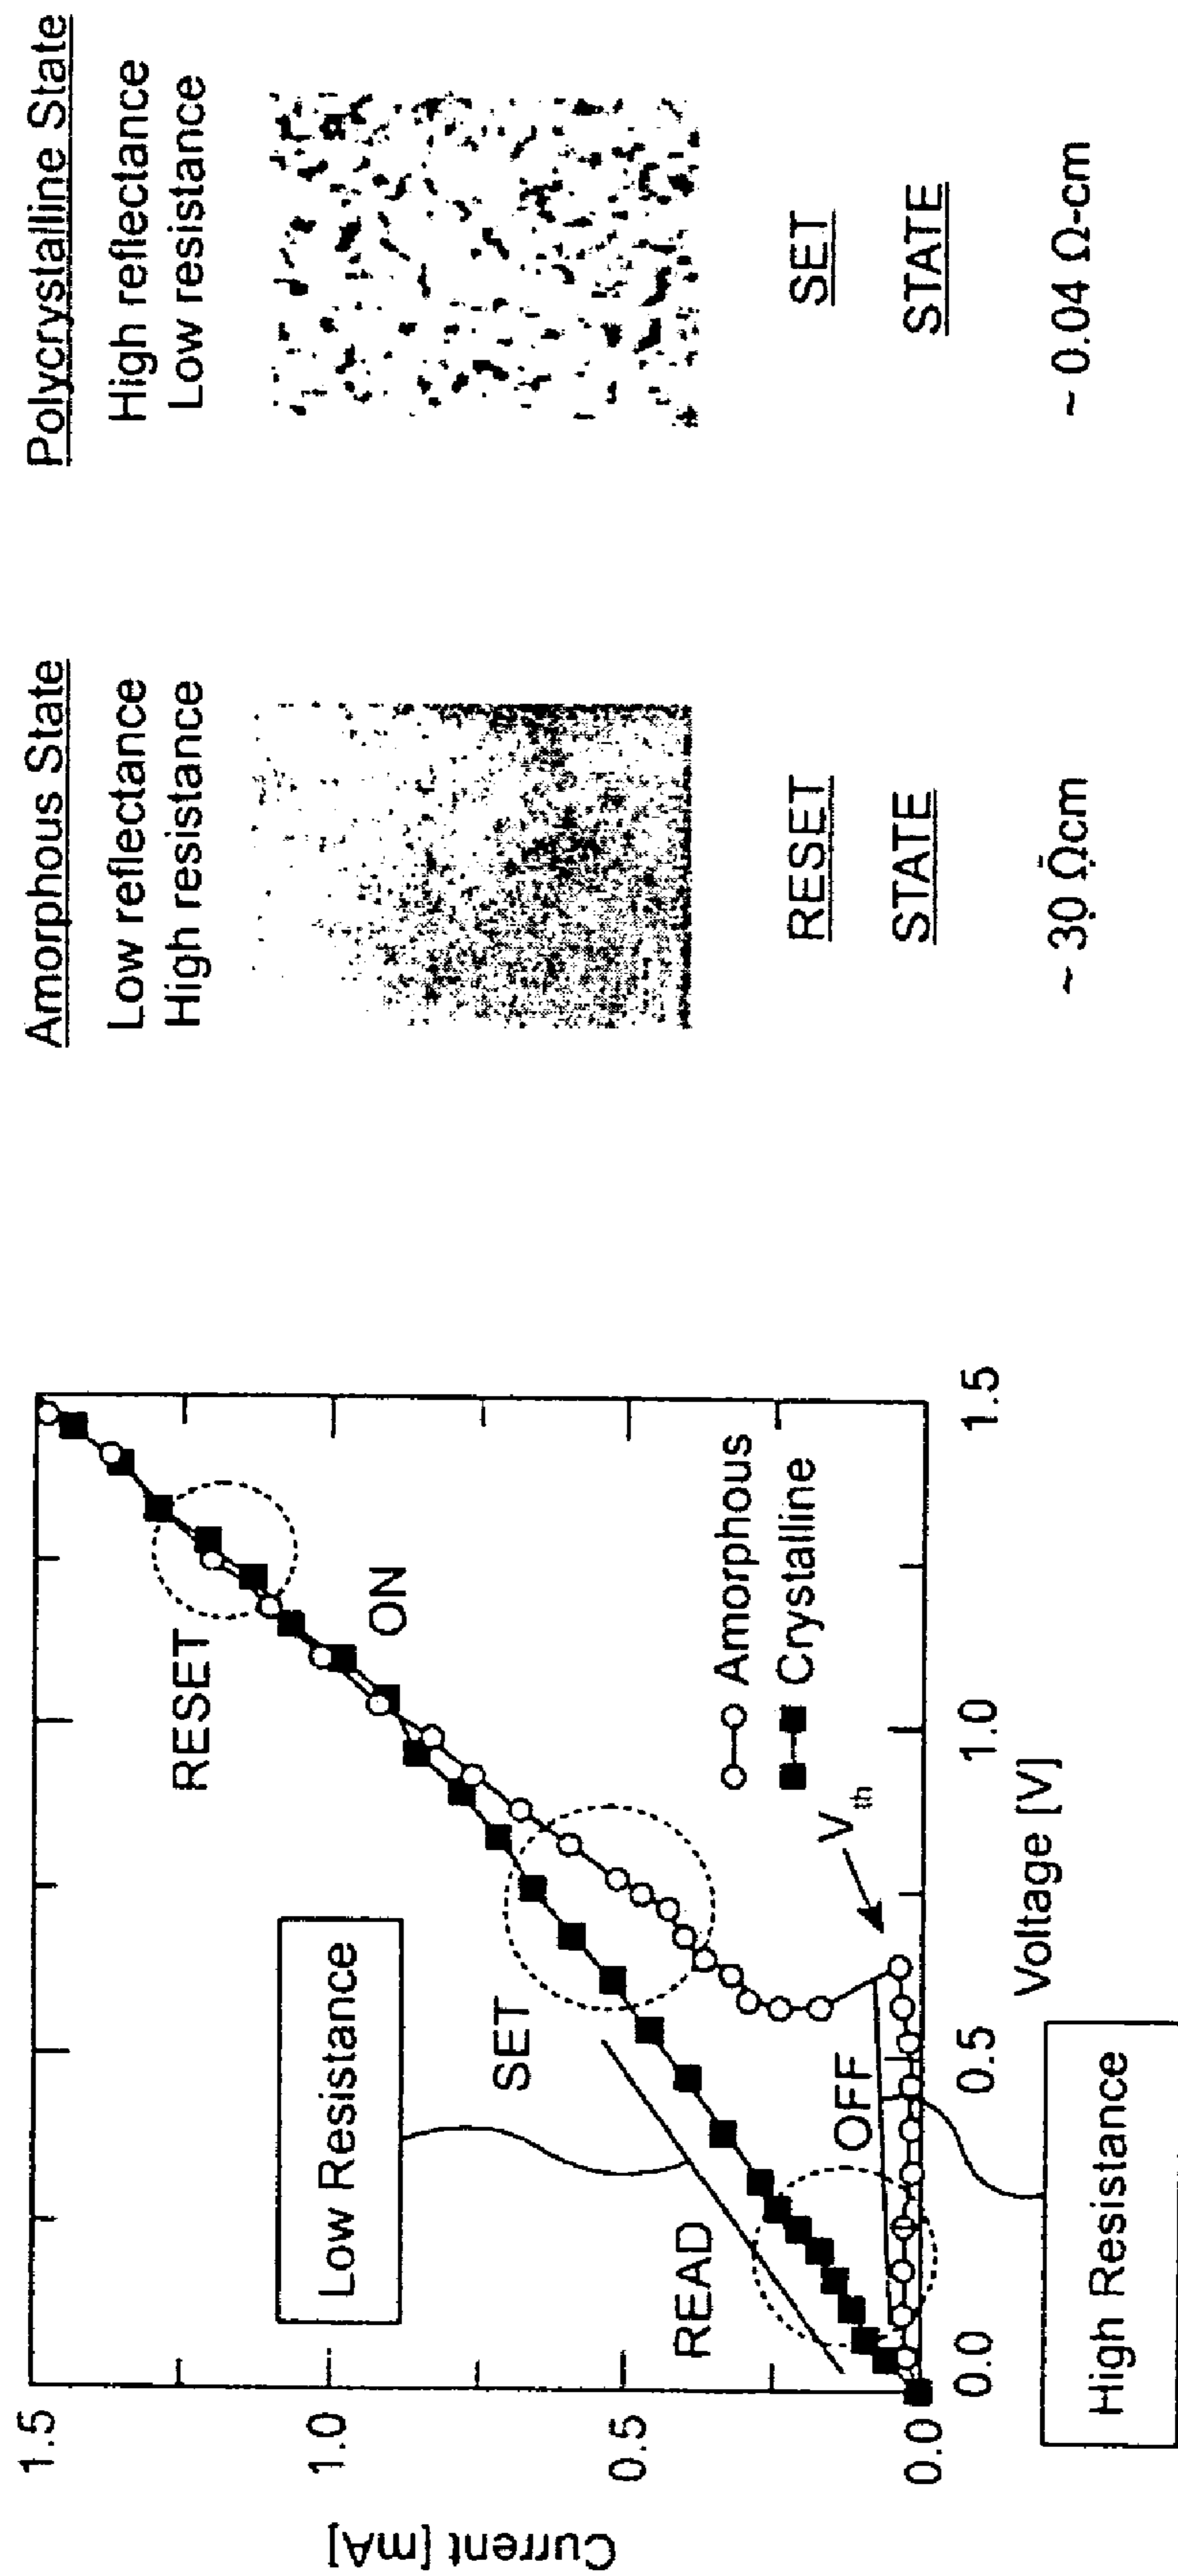 Current [mA]
1.5
1.0
0.5
0.0
0.0
0.5
1.0
1.5
Voltage [V]
Low Resistance
High Resistance
READ
SET
RESET
ON
OFF
Vth
Amorphous
Crystalline
Amorphous State
Low reflectance
High resistance
RESET
STATE
~ 30 Ωcm
Polycrystalline State
High reflectance
Low resistance
SET
STATE
~ 0.04 Ω-cm